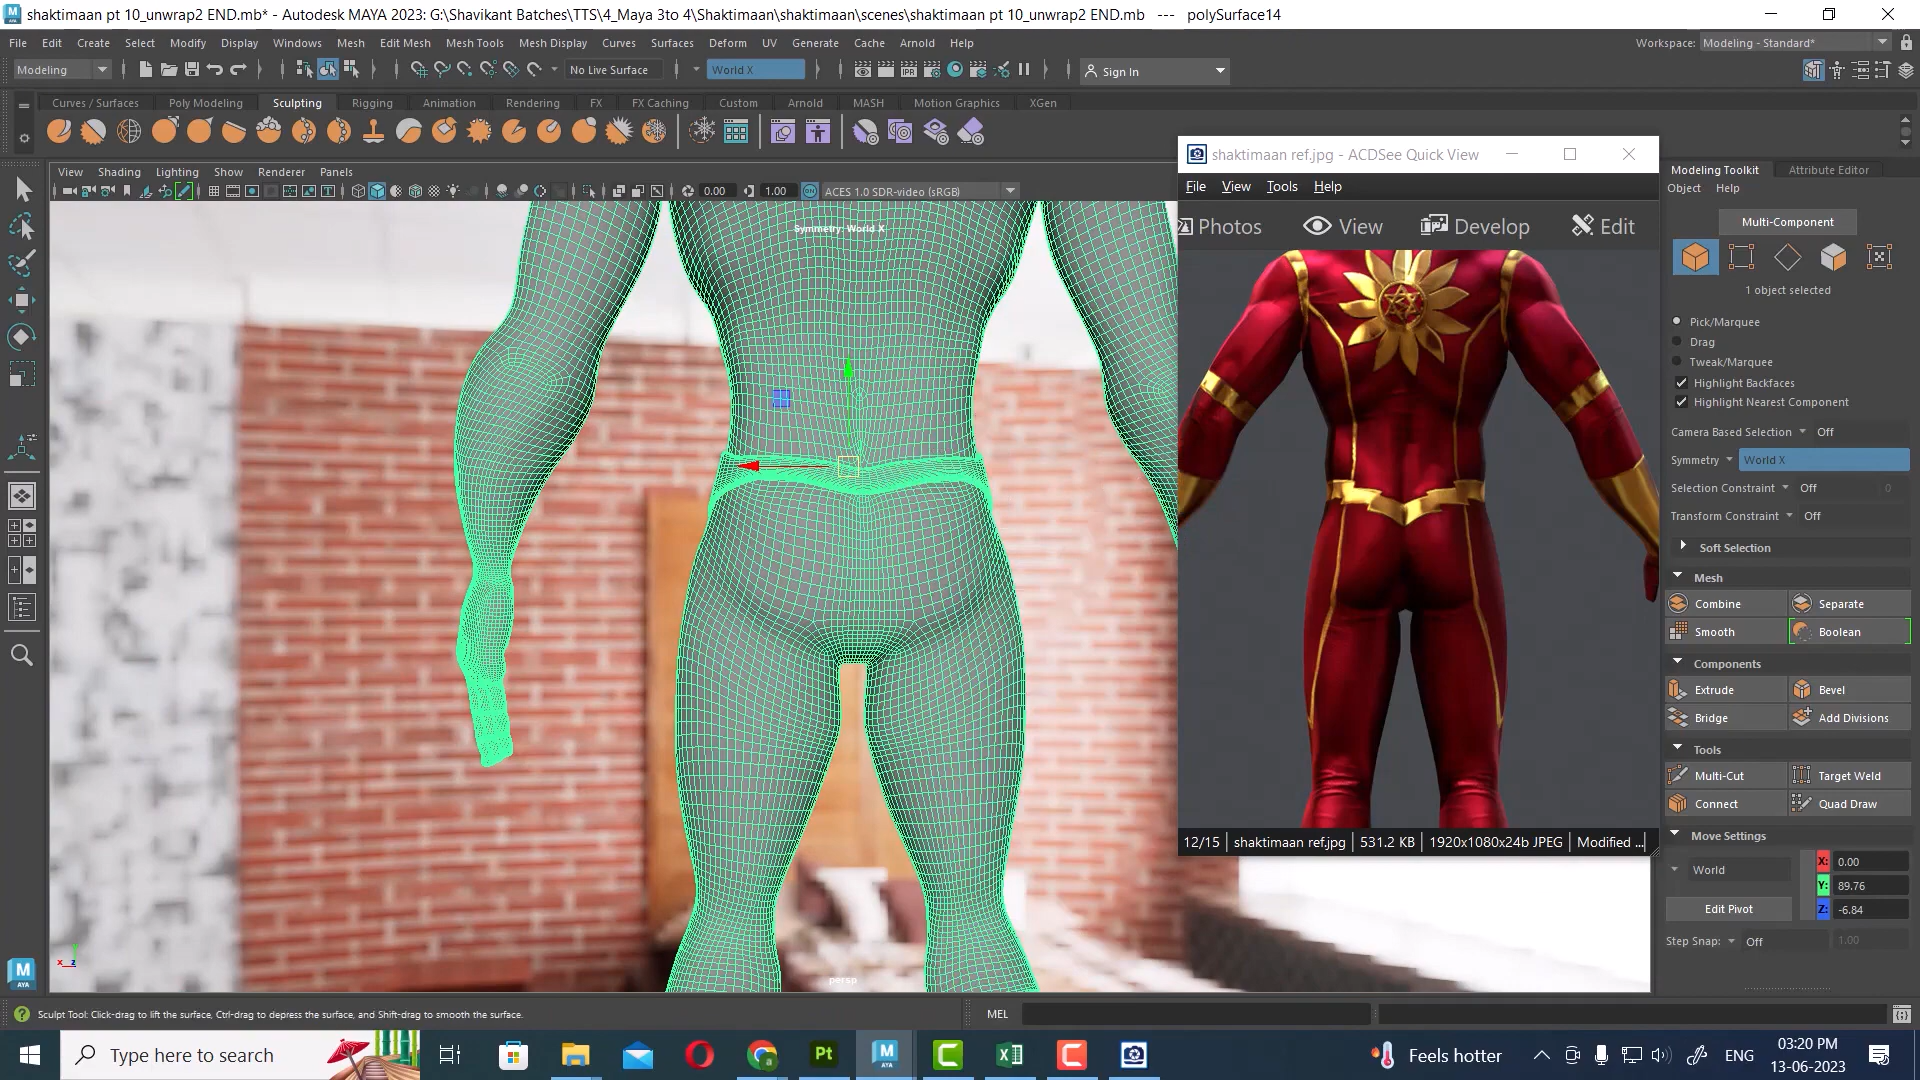 shaktimaan pt 10_unwrap2 END.mb* - Autodesk MAYA 2023: G:\Shavikant Batches\TTS\4_Maya 3to 4\Shaktimaan\shaktimaan\scenes\shaktimaan pt 10_unwrap2 END.mb --- polySurface14
File Edit Create Select Modify Display Windows Mesh Edit Mesh Mesh Tools Mesh Display Curves Surfaces Deform UV Generate Cache Arnold Help Workspace: Modeling - Standard*
Modeling No Live Surface World X Sign In
Curves / Surfaces Poly Modeling Sculpting Rigging Animation Rendering FX FX Caching Custom Arnold MASH Motion Graphics XGen
View Shading Lighting Show Renderer Panels
0.00 1.00 ACES 1.0 SDR-video (sRGB)
Symmetry: World X
persp
shaktimaan ref.jpg - ACDSee Quick View
File View Tools Help
Photos View Develop Edit
12/15 shaktimaan ref.jpg 531.2 KB 1920x1080x24b JPEG Modified ...
Modeling Toolkit Attribute Editor
Object Help
Multi-Component
1 object selected
Pick/Marquee
Drag
Tweak/Marquee
Highlight Backfaces
Highlight Nearest Component
Camera Based Selection Off
Symmetry World X
Selection Constraint Off 0
Transform Constraint Off
Soft Selection
Mesh
Combine Separate
Smooth Boolean
Components
Extrude Bevel
Bridge Add Divisions
Tools
Multi-Cut Target Weld
Connect Quad Draw
Move Settings
World X: 0.00
Y: 89.76
Edit Pivot Z: -6.84
Step Snap: Off 1.00
Sculpt Tool: Click-drag to lift the surface, Ctrl-drag to depress the surface, and Shift-drag to smooth the surface. MEL
Type here to search Feels hotter ENG 03:20 PM
13-06-2023